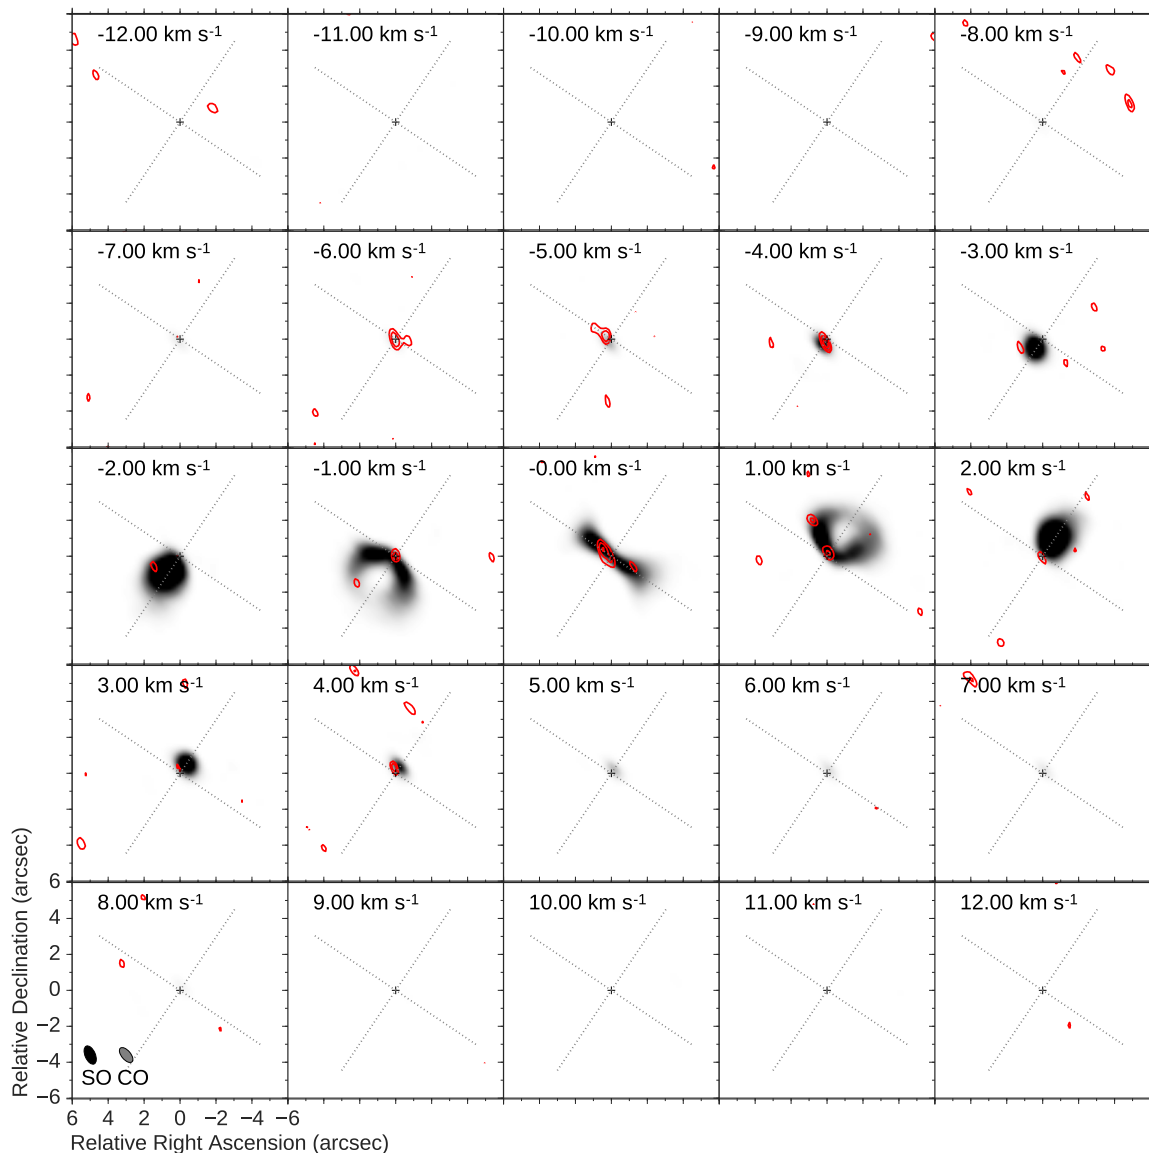 -12.00 km s-1 -11.00 km s-1 -10.00 km s-1 -9.00 km s-1 -8.00 km s-1
-7.00 km s-1 -6.00 km s-1 -5.00 km s-1 -4.00 km s-1 -3.00 km s-1
-2.00 km s-1 -1.00 km s-1 -0.00 km s-1 1.00 km s-1 2.00 km s-1
3.00 km s-1 4.00 km s-1 5.00 km s-1 6.00 km s-1 7.00 km s-1
8.00 km s-1 9.00 km s-1 10.00 km s-1 11.00 km s-1 12.00 km s-1
6
4
2
0
−2
−4
−6
Relative Declination (arcsec)
SO CO
6 4 2 0 −2 −4 −6
Relative Right Ascension (arcsec)